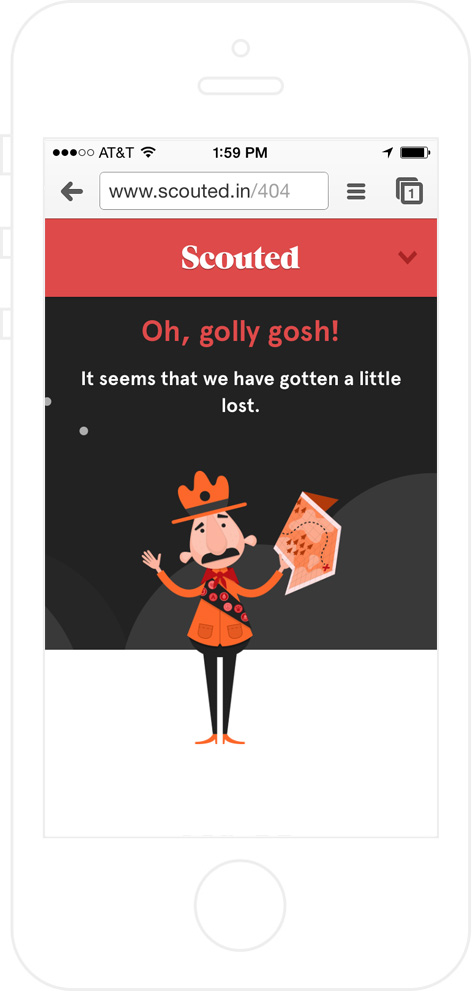 AT&T 1:59 PM
www.scouted.in/404 1
Scouted
Oh, golly gosh!
It seems that we have gotten a little
lost.